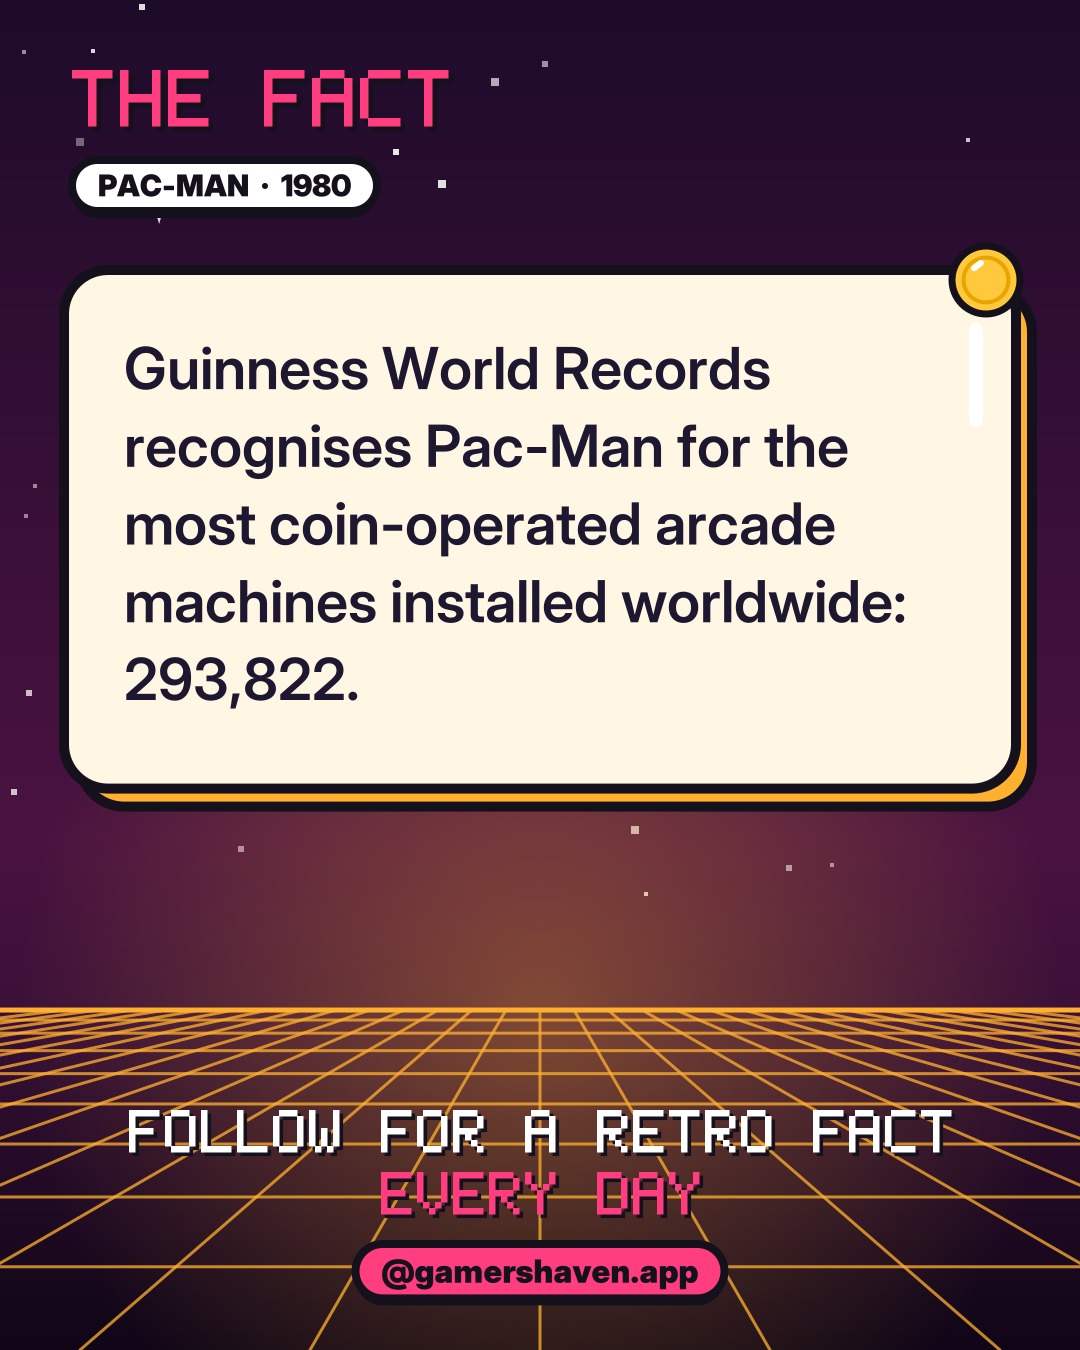 THE FACT
PAC-MAN · 1980
Guinness World Records
recognises Pac-Man for the
most coin-operated arcade
machines installed worldwide:
293,822.
FOLLOW FOR A RETRO FACT
EVERY DAY
@gamershaven.app